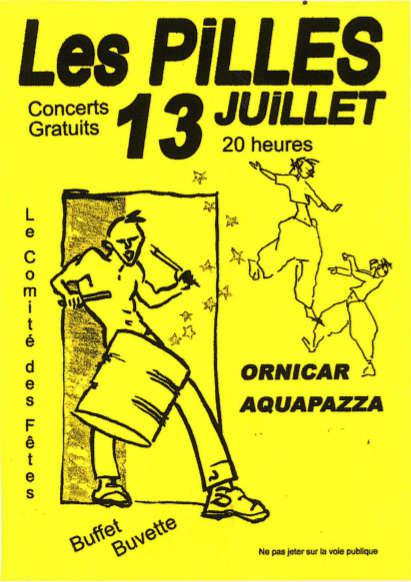 Les PiLLES
Concerts
Gratuits
13
JUiLLET
20 heures
Le Comité des Fêtes
ORNICAR
AQUAPAZZA
Buffet
Buvette
Ne pas jeter sur la voie publique